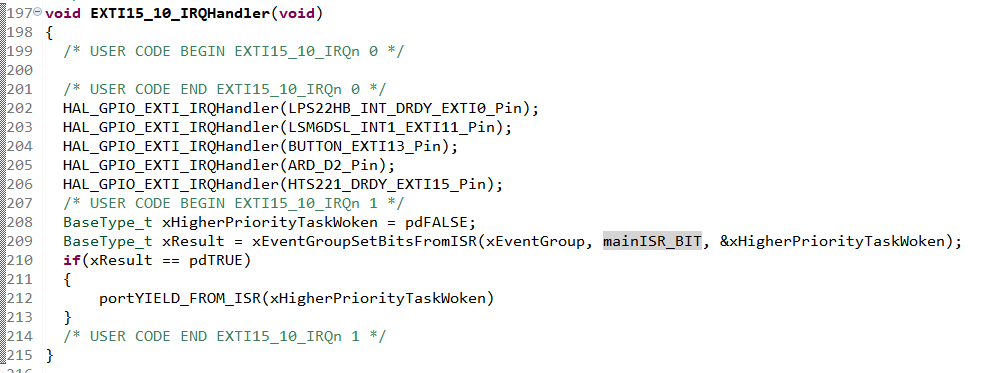 197 void EXTI15_10_IRQHandler(void)
198 {
199 /* USER CODE BEGIN EXTI15_10_IRQn 0 */
200
201 /* USER CODE END EXTI15_10_IRQn 0 */
202 HAL_GPIO_EXTI_IRQHandler(LPS22HB_INT_DRDY_EXTI0_Pin);
203 HAL_GPIO_EXTI_IRQHandler(LSM6DSL_INT1_EXTI11_Pin);
204 HAL_GPIO_EXTI_IRQHandler(BUTTON_EXTI13_Pin);
205 HAL_GPIO_EXTI_IRQHandler(ARD_D2_Pin);
206 HAL_GPIO_EXTI_IRQHandler(HTS221_DRDY_EXTI15_Pin);
207 /* USER CODE BEGIN EXTI15_10_IRQn 1 */
208 BaseType_t xHigherPriorityTaskWoken = pdFALSE;
209 BaseType_t xResult = xEventGroupSetBitsFromISR(xEventGroup, mainISR_BIT, &xHigherPriorityTaskWoken);
210 if(xResult == pdTRUE)
211 {
212 portYIELD_FROM_ISR(xHigherPriorityTaskWoken)
213 }
214 /* USER CODE END EXTI15_10_IRQn 1 */
215 }